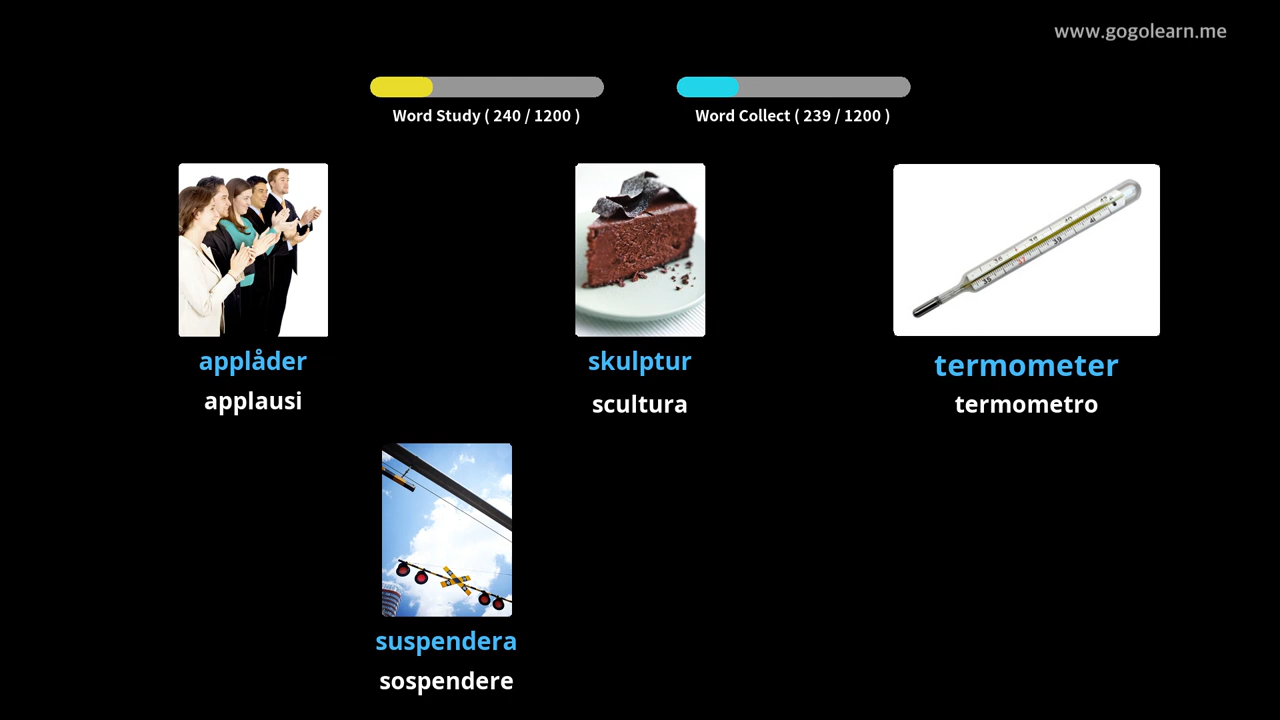 www.gogolearn.me
Word Study ( 240 / 1200 )
Word Collect ( 239 / 1200 )
applåder
skulptur
termometer
applausi
scultura
termometro
suspendera
sospendere